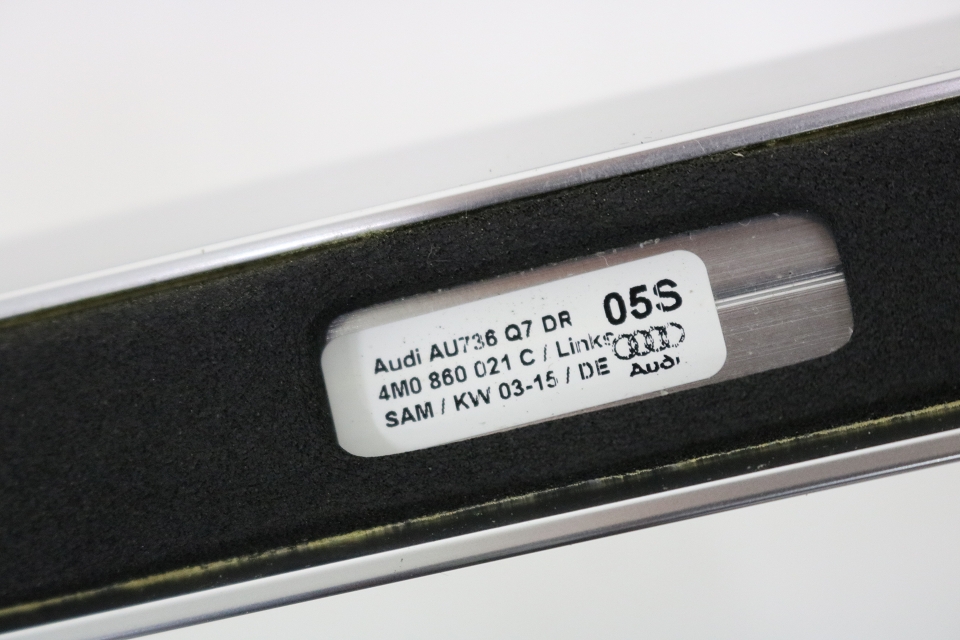 Audi AU736 Q7 DR
05S
4M0 860 021 C / Links
SAM / KW 03-15 / DE
Audi